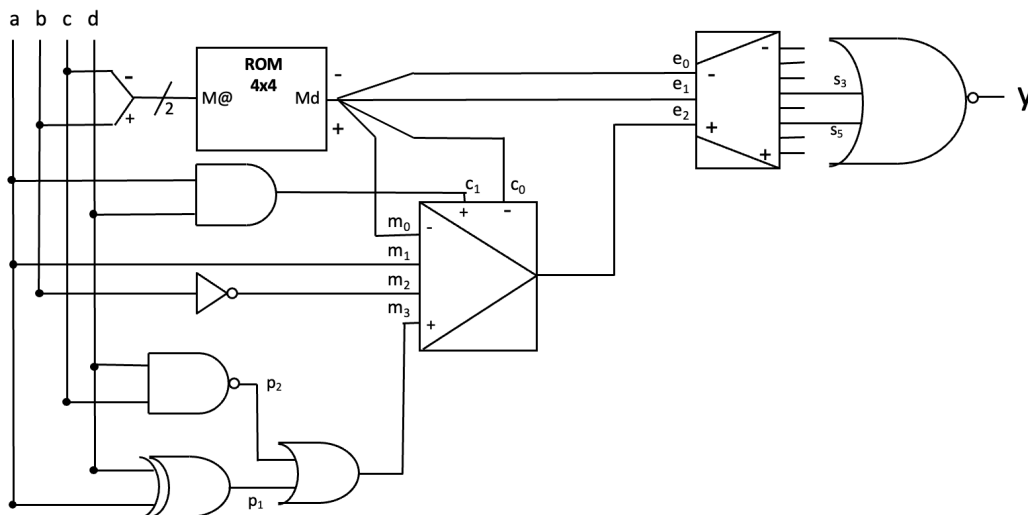 a b c d
ROM
4x4
M@ Md
- +
2
- +
e₀
e₁
e₂
- +
- +
s₃
s₅
y
c₁ c₀
+ -
m₀
m₁
m₂
m₃
- +
p₂
p₁